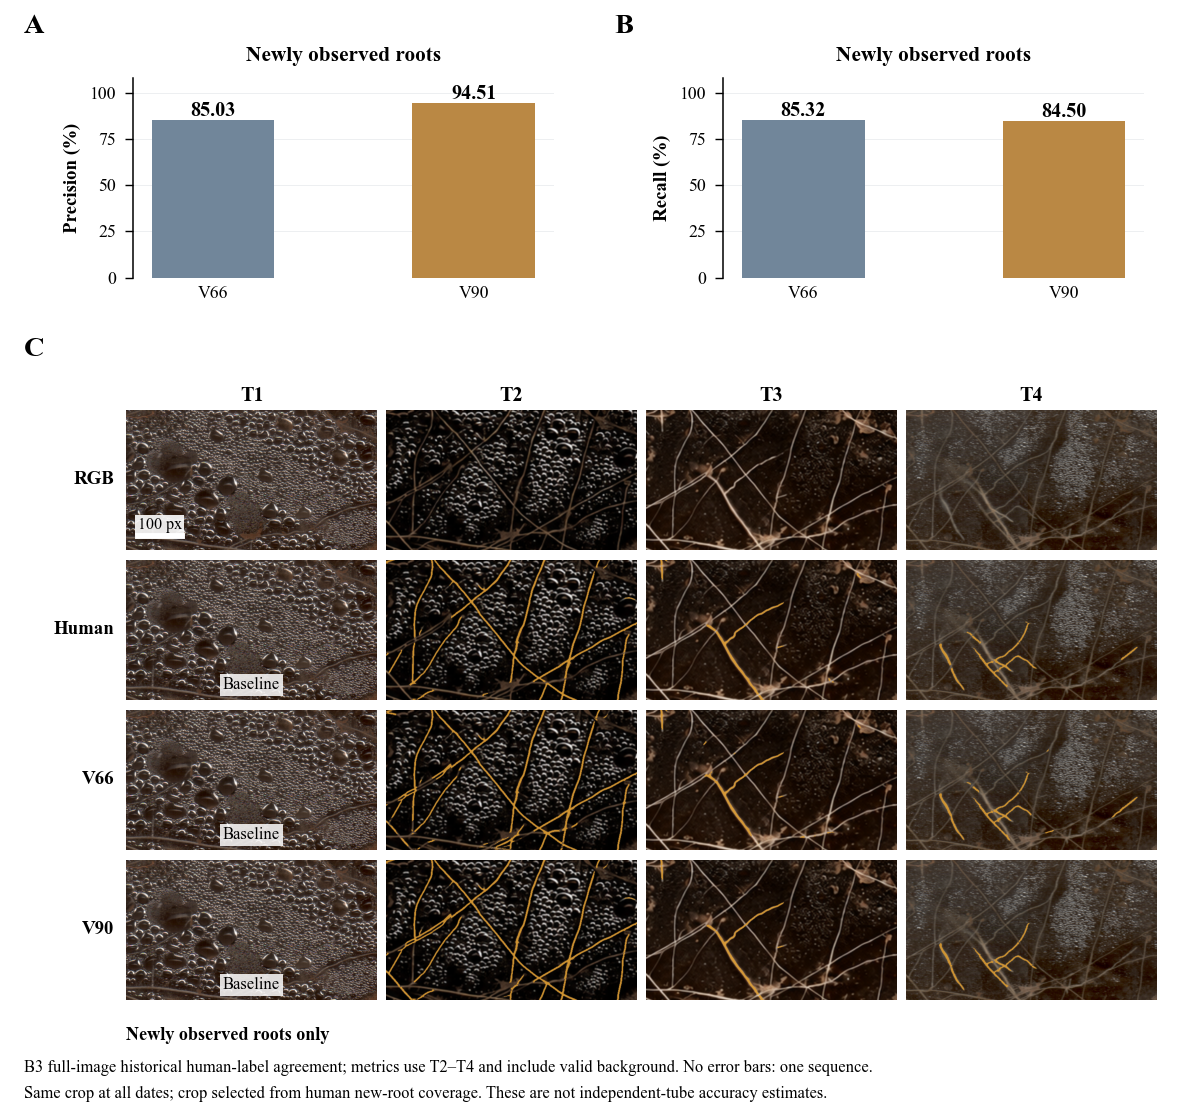 A
B
Newly observed roots
Newly observed roots
Precision (%)
100
75
50
25
0
85.03
94.51
V66
V90
Recall (%)
100
75
50
25
0
85.32
84.50
V66
V90
C
T1 T2 T3 T4
RGB
100 px
Human
Baseline
V66
Baseline
V90
Baseline
Newly observed roots only
B3 full-image historical human-label agreement; metrics use T2–T4 and include valid background. No error bars: one sequence.
Same crop at all dates; crop selected from human new-root coverage. These are not independent-tube accuracy estimates.